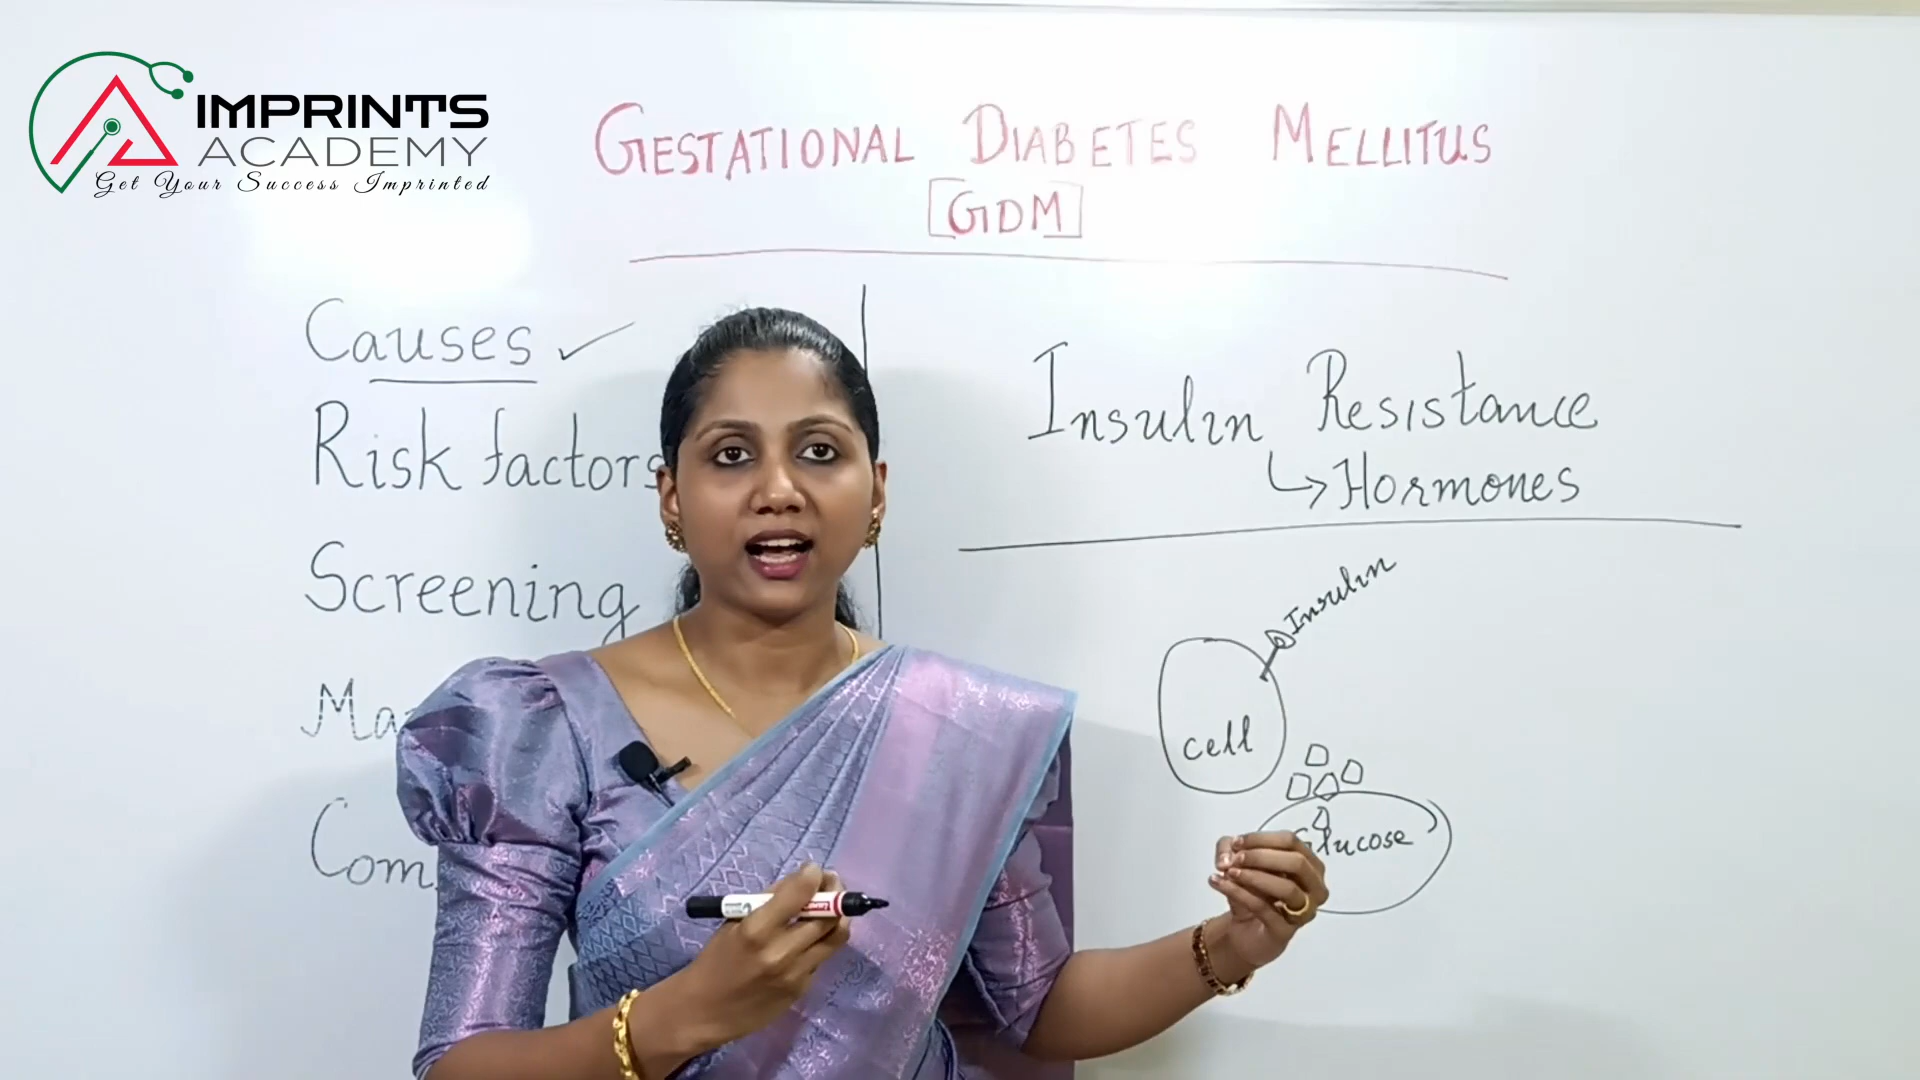 IMPRINTS
ACADEMY
Get Your Success Imprinted
GESTATIONAL DIABETES MELLITUS
[GDM]
Causes ✓
Risk factors
Screening
Insulin Resistance
↳ Hormones
Insulin
cell
Glucose